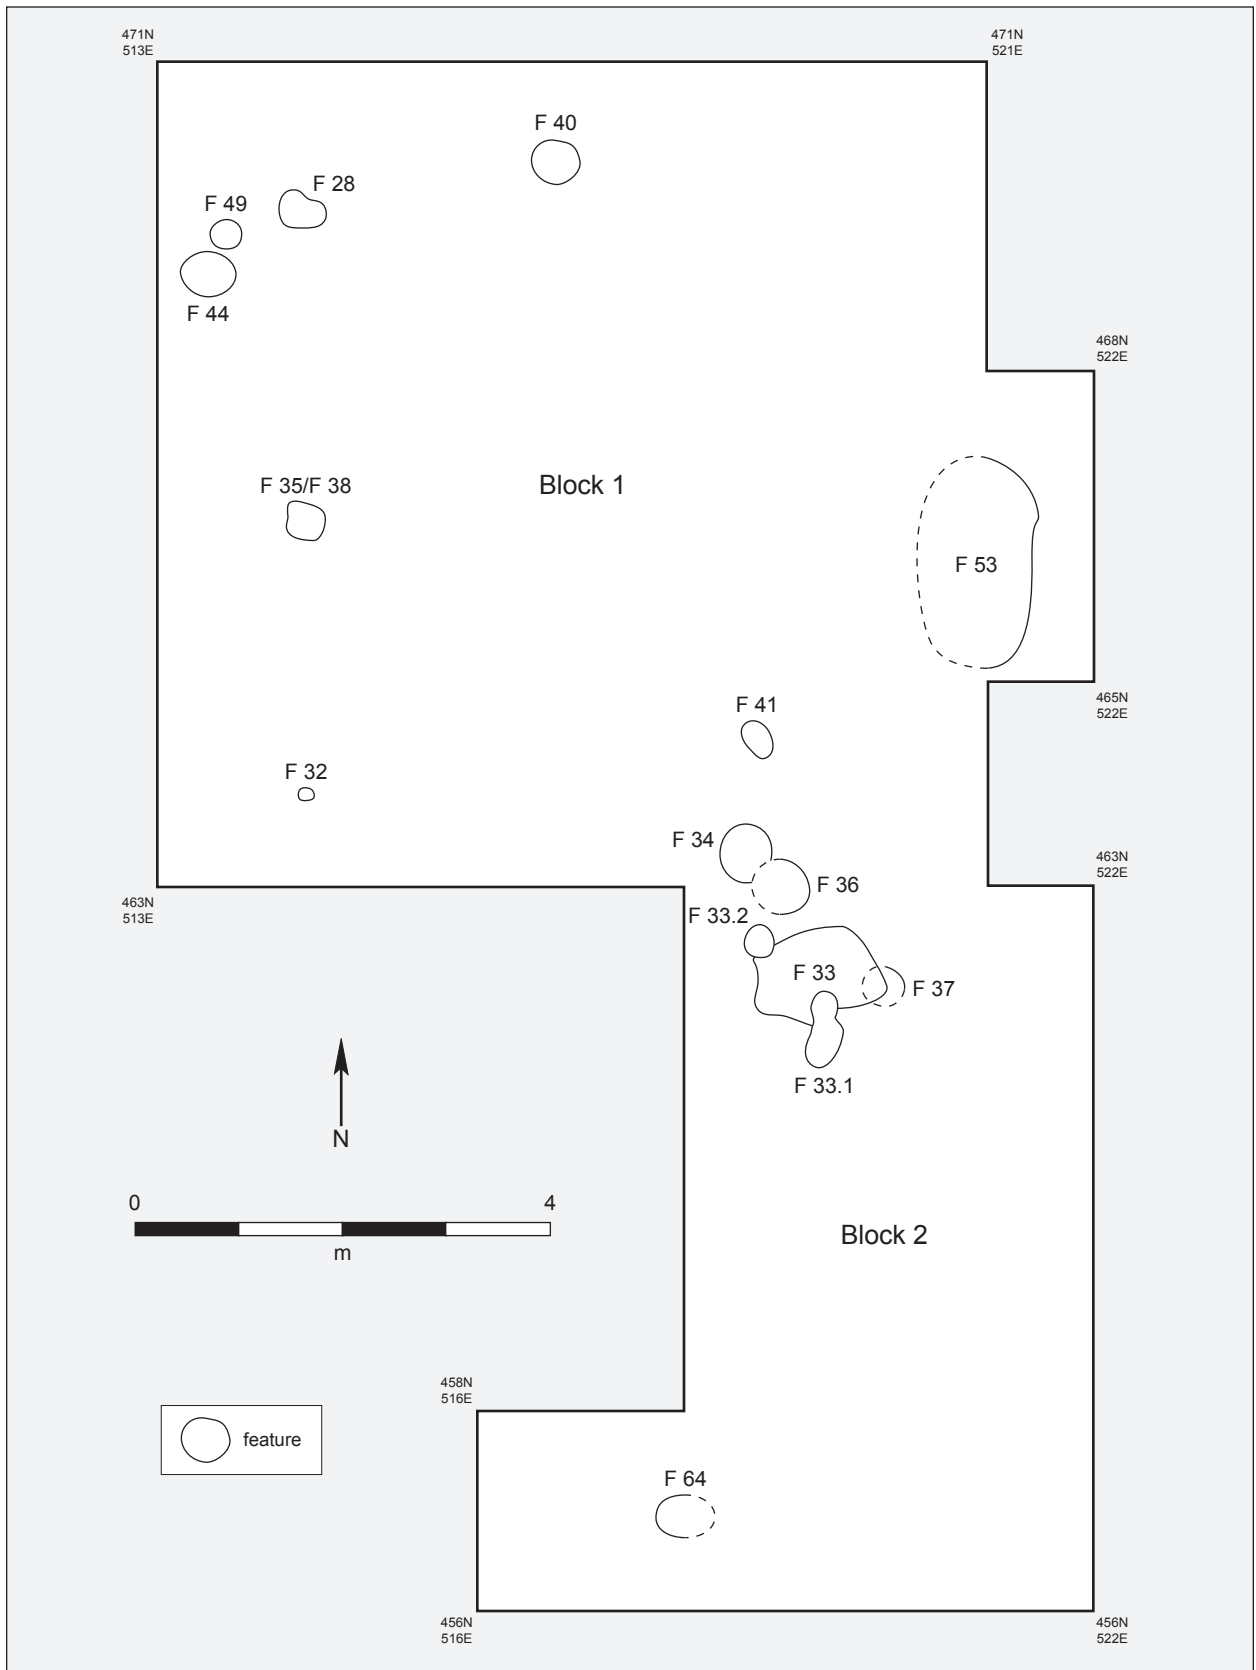 471N
513E
471N
521E
F 40
F 28
F 49
F 44
468N
522E
F 35/F 38
Block 1
F 53
465N
522E
F 41
F 32
F 34
F 36
463N
522E
463N
513E
F 33.2
F 33
F 37
F 33.1
N
0
4
m
Block 2
458N
516E
feature
F 64
456N
516E
456N
522E